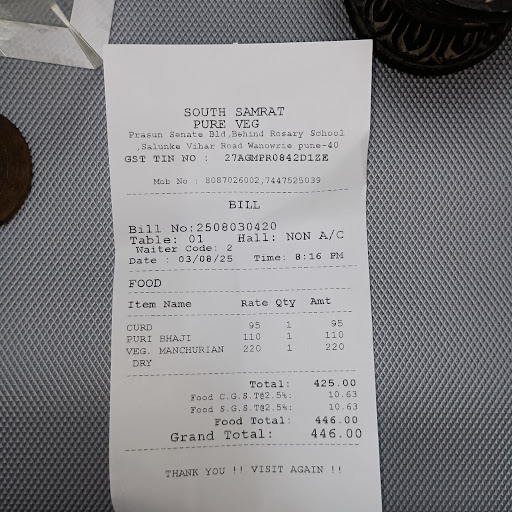 SOUTH SAMRAT
PURE VEG
Prasun Senate Bld,Behind Rosary School
,Salunke Vihar Road Wanowrie pune-40
GST TIN NO : 27AGMPR0842D1ZE
Mob No : 8087026002,7447525039
BILL
Bill No:2508030420
Table: 01 Hall: NON A/C
Waiter Code: 2
Date : 03/08/25 Time: 8:16 PM
FOOD
Item Name Rate Qty Amt
CURD 95 1 95
PURI BHAJI 110 1 110
VEG. MANCHURIAN 220 1 220
DRY
Total: 425.00
Food C.G.S.T@2.5%: 10.63
Food S.G.S.T@2.5%: 10.63
Food Total: 446.00
Grand Total: 446.00
THANK YOU !! VISIT AGAIN !!